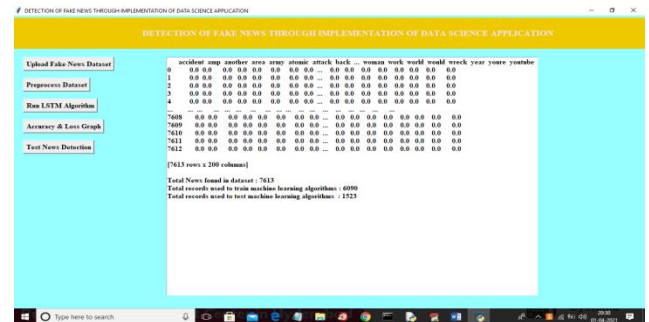 DETECTION OF FAKE NEWS THROUGH IMPLEMENTATION OF DATA SCIENCE APPLICATION
DETECTION OF FAKE NEWS THROUGH IMPLEMENTATION OF DATA SCIENCE APPLICATION
Upload Fake News Dataset
Preprocess Dataset
Run LSTM Algorithm
Accuracy & Loss Graph
Test News Detection
accident amp another area army atomic attack back ... woman work world would wreck year youre youtube
0 0.0 0.0 0.0 0.0 0.0 0.0 0.0 ... 0.0 0.0 0.0 0.0 0.0 0.0 0.0
1 0.0 0.0 0.0 0.0 0.0 0.0 0.0 ... 0.0 0.0 0.0 0.0 0.0 0.0 0.0
2 0.0 0.0 0.0 0.0 0.0 0.0 0.0 ... 0.0 0.0 0.0 0.0 0.0 0.0 0.0
3 0.0 0.0 0.0 0.0 0.0 0.0 0.0 ... 0.0 0.0 0.0 0.0 0.0 0.0 0.0
4 0.0 0.0 0.0 0.0 0.0 0.0 0.0 ... 0.0 0.0 0.0 0.0 0.0 0.0 0.0
... ... ... ... ... ... ... ... ... ... ... ... ... ... ... ...
7608 0.0 0.0 0.0 0.0 0.0 0.0 0.0 ... 0.0 0.0 0.0 0.0 0.0 0.0 0.0
7609 0.0 0.0 0.0 0.0 0.0 0.0 0.0 ... 0.0 0.0 0.0 0.0 0.0 0.0 0.0
7610 0.0 0.0 0.0 0.0 0.0 0.0 0.0 ... 0.0 0.0 0.0 0.0 0.0 0.0 0.0
7611 0.0 0.0 0.0 0.0 0.0 0.0 0.0 ... 0.0 0.0 0.0 0.0 0.0 0.0 0.0
7612 0.0 0.0 0.0 0.0 0.0 0.0 0.0 ... 0.0 0.0 0.0 0.0 0.0 0.0 0.0
[7613 rows x 200 columns]
Total News found in dataset : 7613
Total records used to train machine learning algorithms : 6090
Total records used to test machine learning algorithms : 1523
Type here to search
20:30
01-04-2021